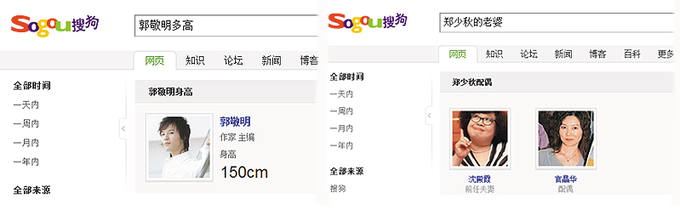 Sogou搜狗
郭敬明多高
网页 知识 论坛 新闻 博客
全部时间
一天内
一周内
一月内
一年内
全部来源
郭敬明身高
郭敬明
作家 主编
身高
150cm
Sogou搜狗
郑少秋的老婆
网页 知识 论坛 新闻 博客 百科 更多
全部时间
一天内
一周内
一月内
一年内
全部来源
搜狗
郑少秋配偶
沈殿霞
前任夫妻
官晶华
配偶